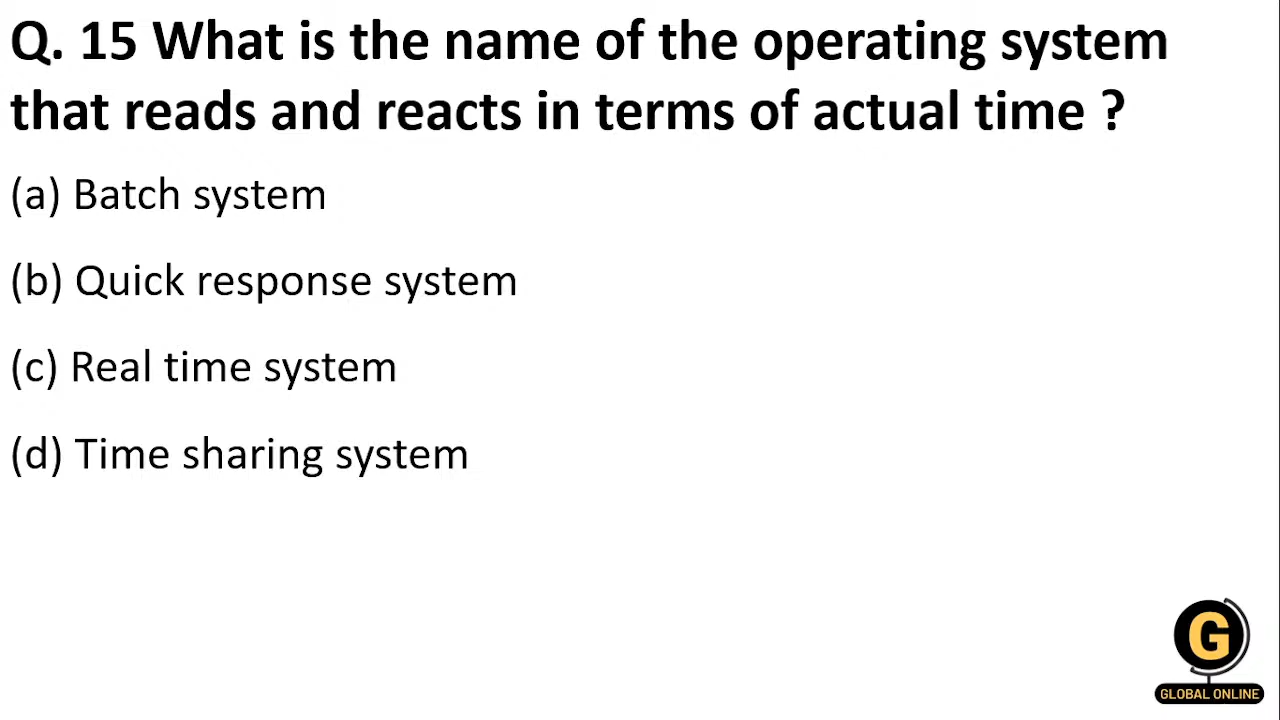 Q. 15 What is the name of the operating system
that reads and reacts in terms of actual time ?
(a) Batch system
(b) Quick response system
(c) Real time system
(d) Time sharing system
G
GLOBAL ONLINE